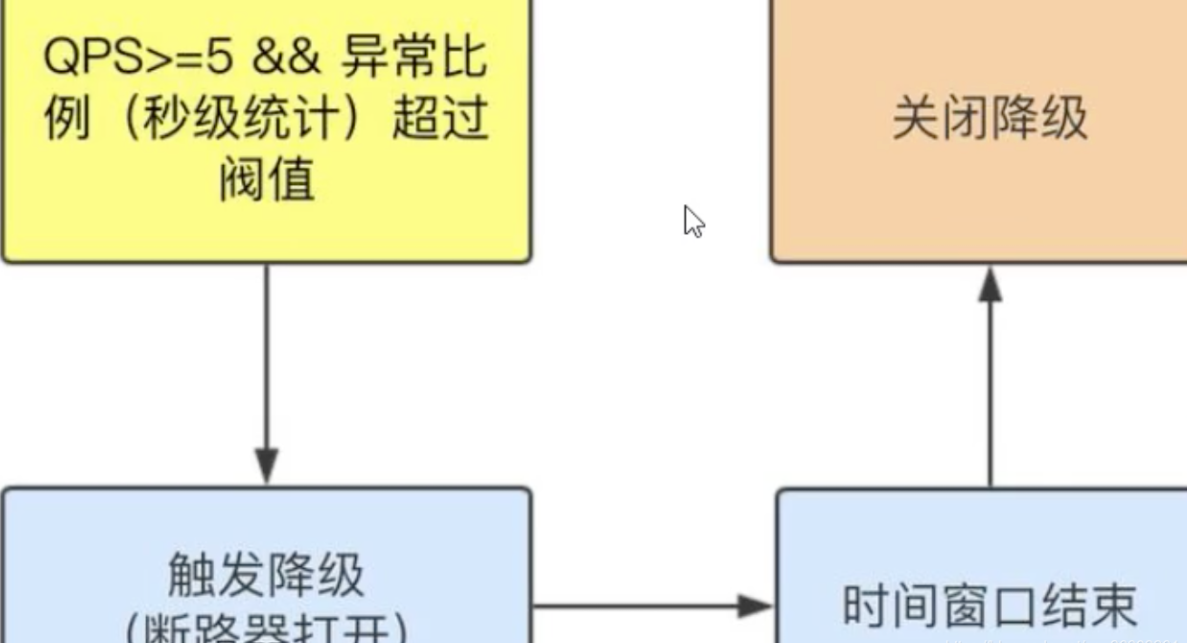 QPS>=5 && 异常比
例（秒级统计）超过
阀值
关闭降级
触发降级
（断路器打开）
时间窗口结束